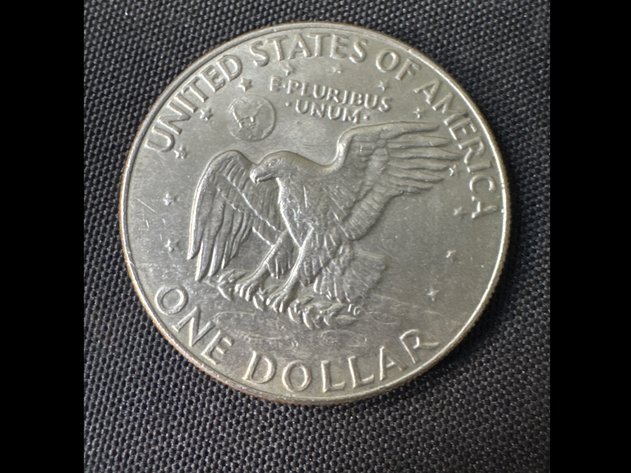 UNITED STATES OF AMERICA
E·PLURIBUS
·UNUM·
ONE DOLLAR